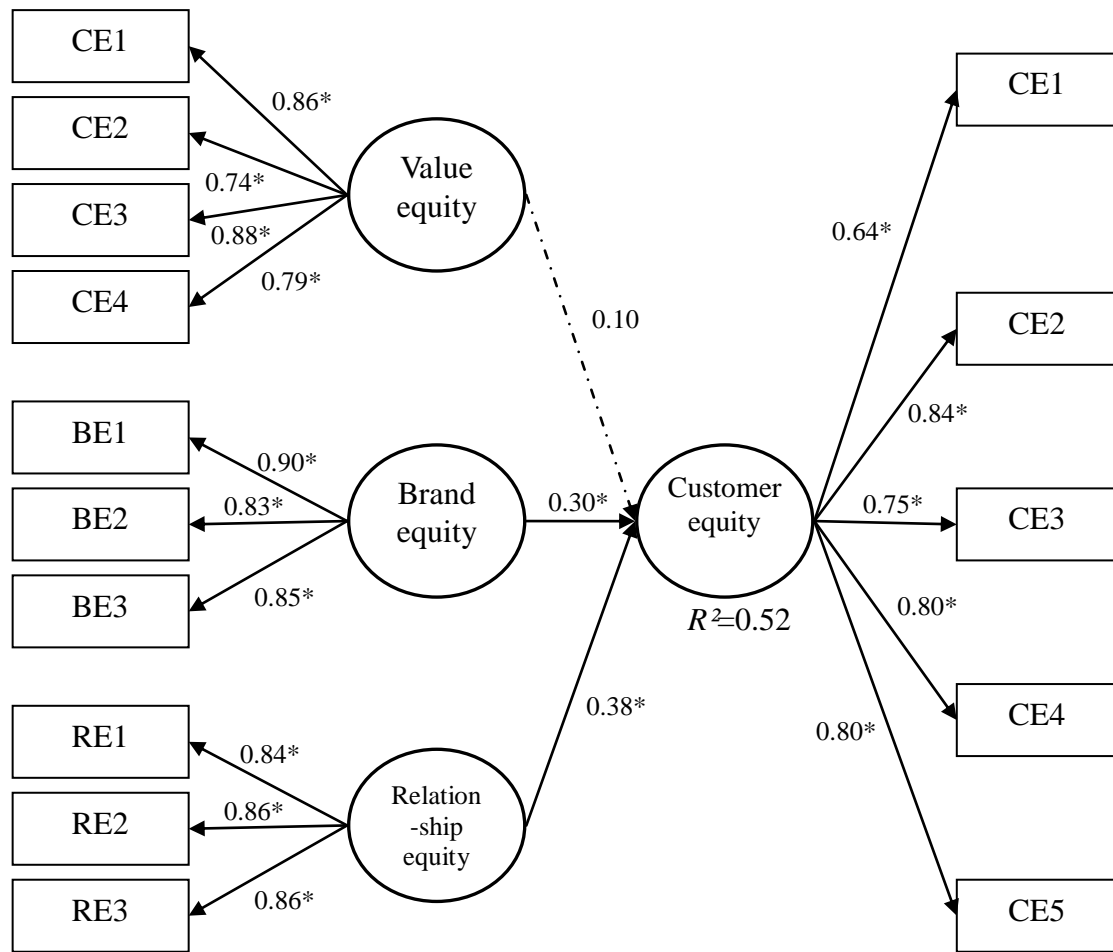 CE1
0.86*
CE2
0.74*
CE3
0.88*
CE4
0.79*
Value
equity
0.10
BE1
0.90*
BE2
0.83*
BE3
0.85*
Brand
equity
0.30*
RE1
0.84*
RE2
0.86*
RE3
0.86*
Relation
-ship
equity
0.38*
Customer
equity
R²=0.52
CE1
0.64*
CE2
0.84*
CE3
0.75*
CE4
0.80*
CE5
0.80*